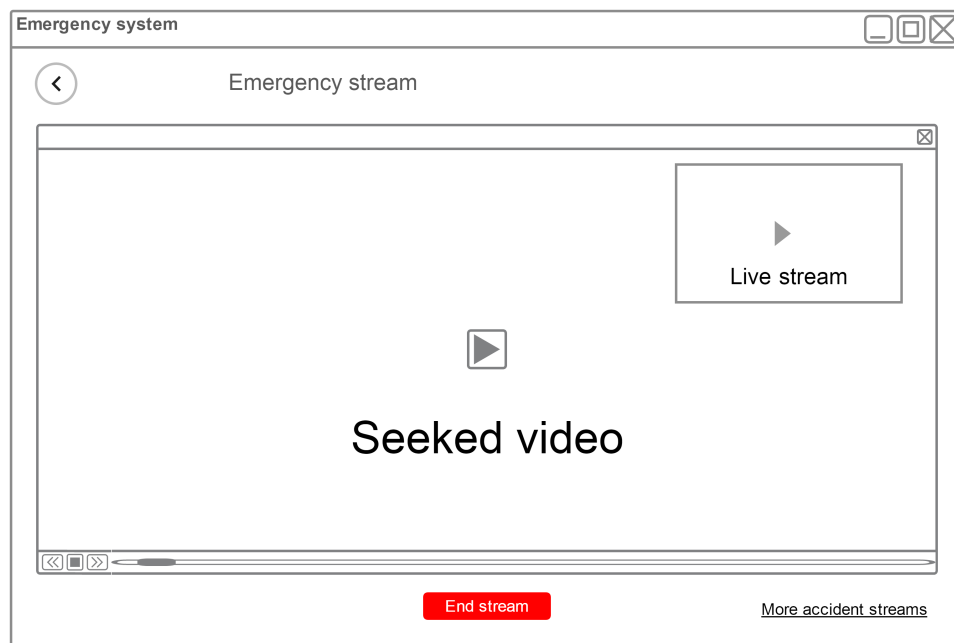 Emergency system
Emergency stream
Live stream
Seeked video
End stream
More accident streams